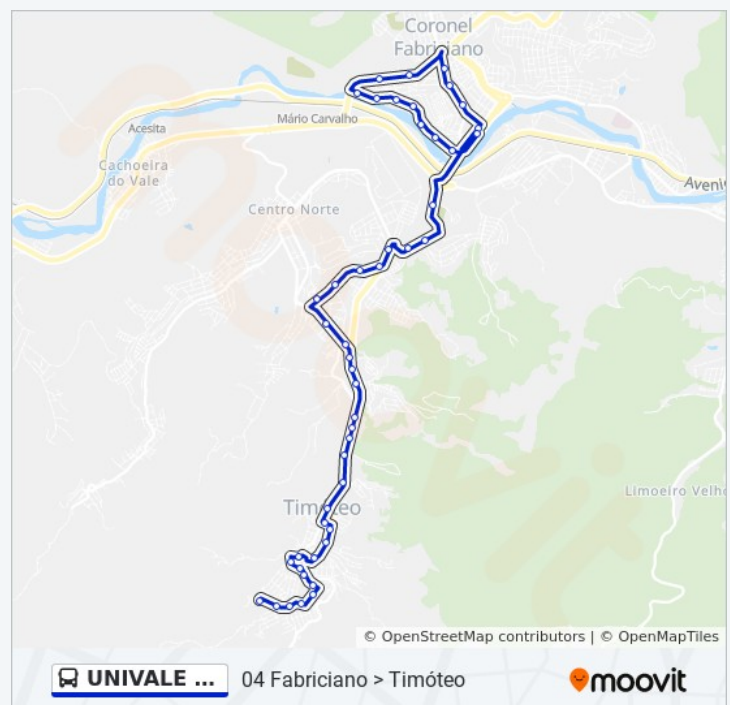 Coronel
Fabriciano
Mário Carvalho
Acesita
Cachoeira
do Vale
Aveni
Centro Norte
Limoeiro Velho
Timóteo
© OpenStreetMap contributors | © OpenMapTiles
UNIVALE ... 04 Fabriciano > Timóteo
moovit